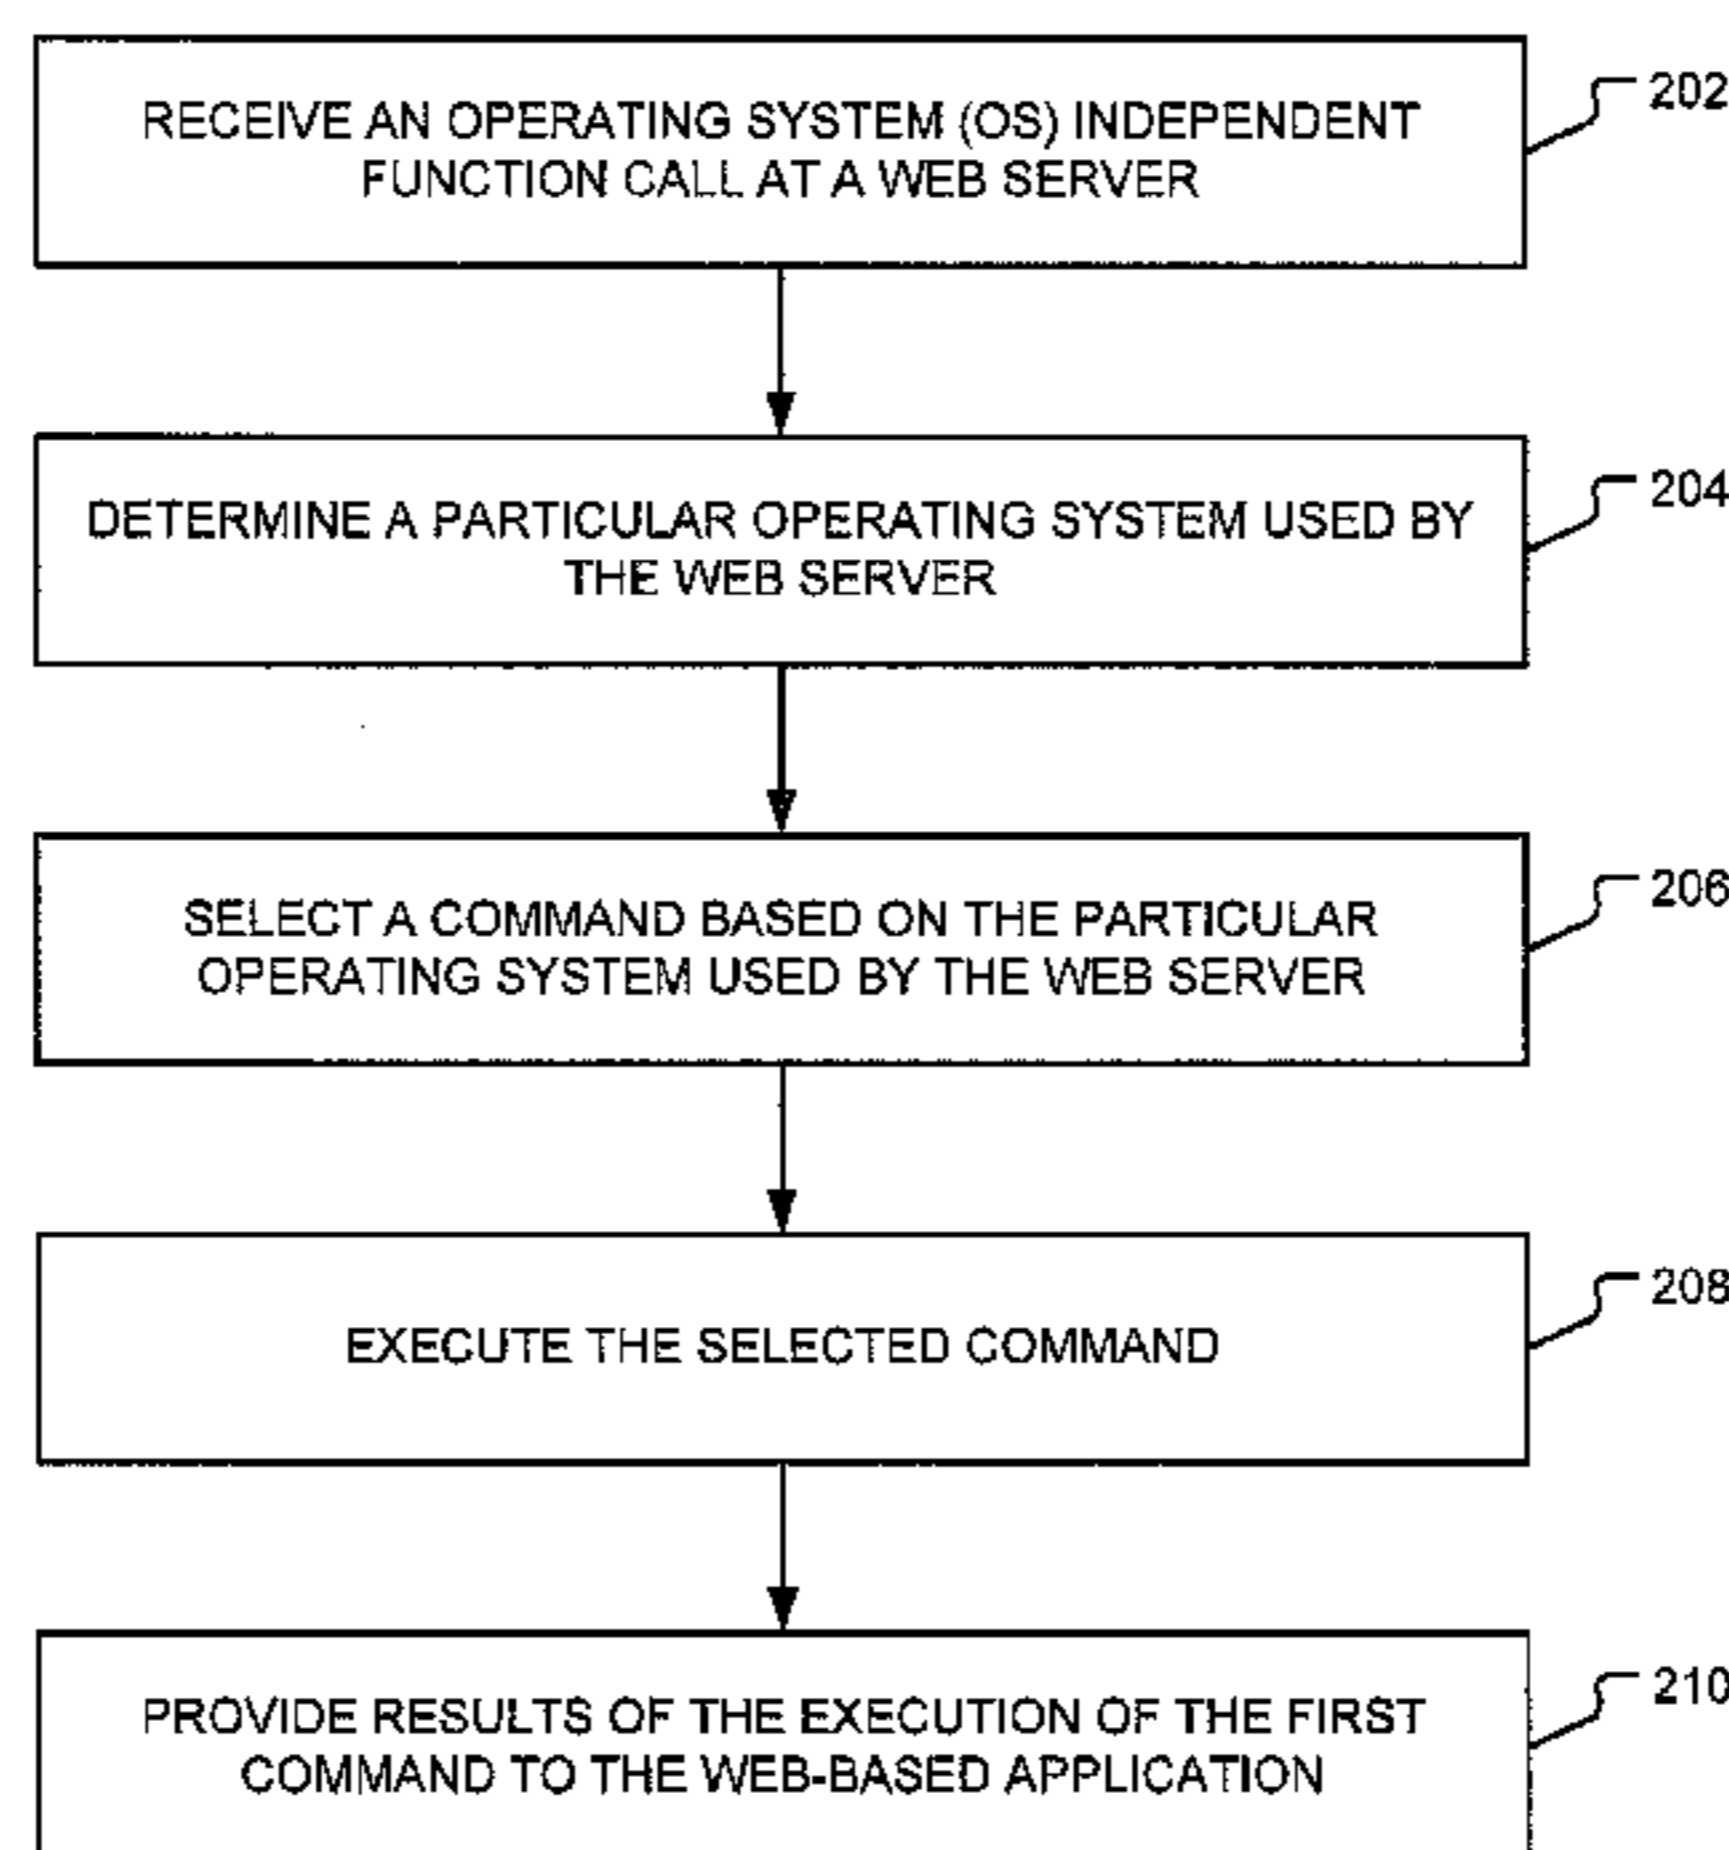 RECEIVE AN OPERATING SYSTEM (OS) INDEPENDENT
FUNCTION CALL AT A WEB SERVER
202
DETERMINE A PARTICULAR OPERATING SYSTEM USED BY
THE WEB SERVER
204
SELECT A COMMAND BASED ON THE PARTICULAR
OPERATING SYSTEM USED BY THE WEB SERVER
206
EXECUTE THE SELECTED COMMAND
208
PROVIDE RESULTS OF THE EXECUTION OF THE FIRST
COMMAND TO THE WEB-BASED APPLICATION
210